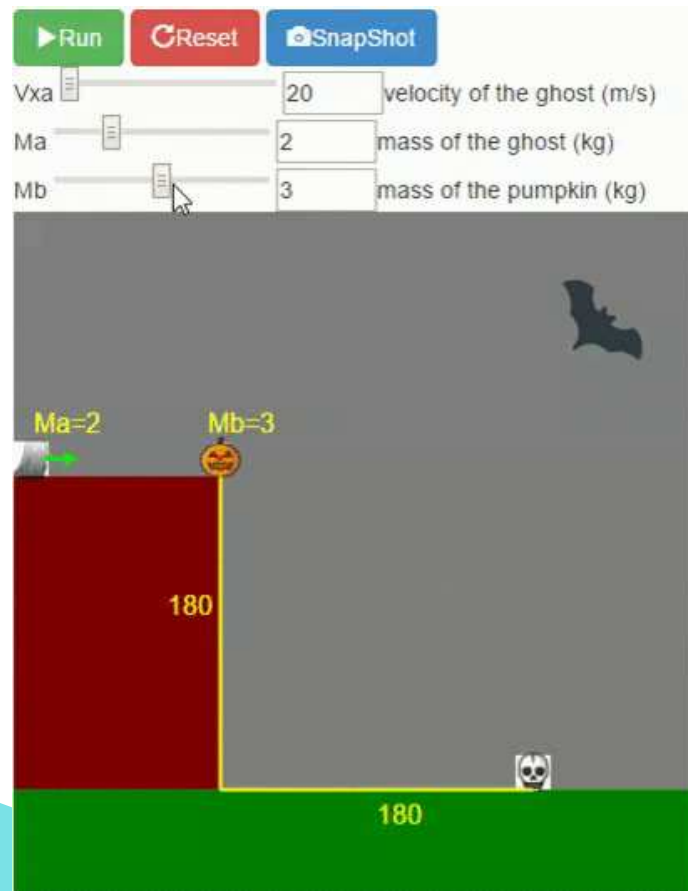 Run Reset SnapShot
Vxa 20 velocity of the ghost (m/s)
Ma 2 mass of the ghost (kg)
Mb 3 mass of the pumpkin (kg)
Ma=2 Mb=3
180
180